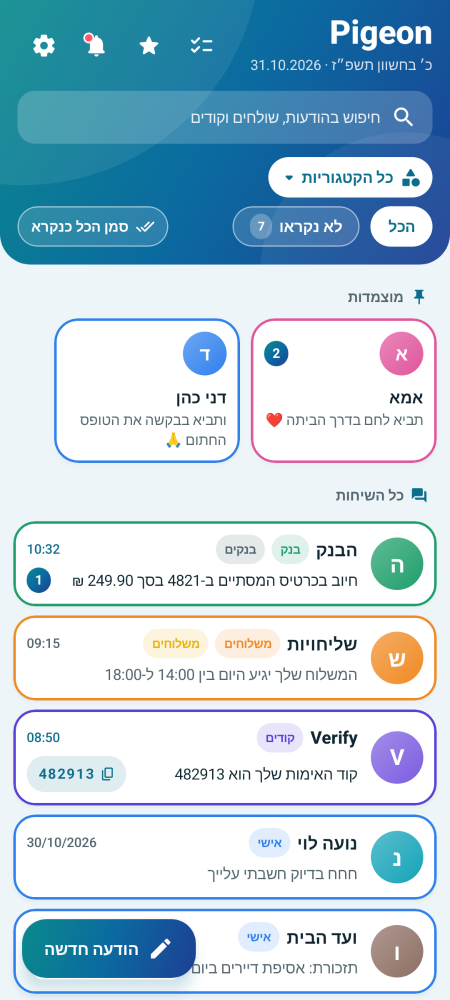 Pigeon
כ׳ בחשוון תשפ״ז · 31.10.2026
חיפוש בהודעות, שולחים וקודים
כל הקטגוריות
הכל
לא נקראו 7
סמן הכל כנקרא
מוצמדות
א
2
אמא
תביא לחם בדרך הביתה ❤️
ד
דני כהן
ותביא בבקשה את הטופס
החתום 🙏
כל השיחות
ה
הבנק בנק בנקים 10:32
חיוב בכרטיס המסתיים ב-4821 בסך 249.90 ₪ 1
ש
שליחויות משלוחים משלוחים 09:15
המשלוח שלך יגיע היום בין 14:00 ל-18:00
V
Verify קודים 08:50
קוד האימות שלך הוא 482913 482913
נ
נועה לוי אישי 30/10/2026
חחח בדיוק חשבתי עלייך
ו
ועד הבית אישי
תזכורת: אסיפת דיירים ביום
הודעה חדשה